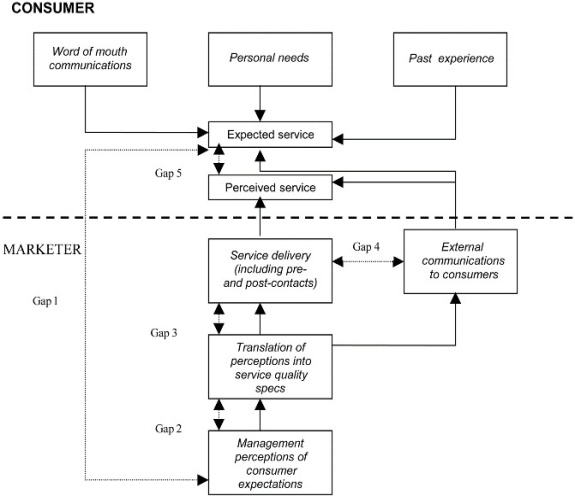 CONSUMER
Word of mouth
communications
Personal needs
Past experience
Expected service
Gap 5
Perceived service
MARKETER
Service delivery
(including pre-
and post-contacts)
Gap 4
External
communications
to consumers
Gap 1
Gap 3
Translation of
perceptions into
service quality
specs
Gap 2
Management
perceptions of
consumer
expectations